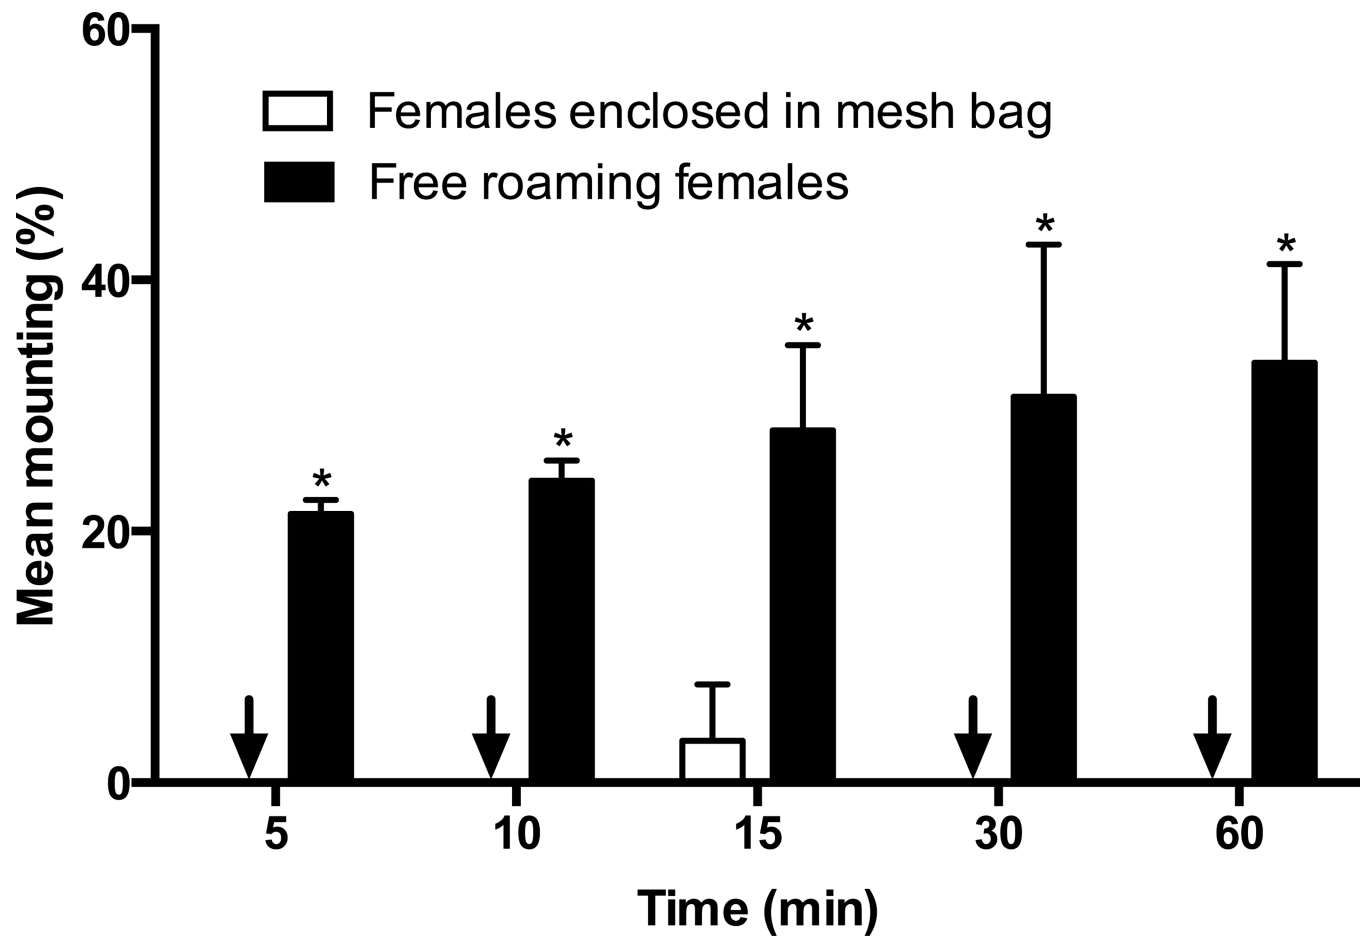 60
Females enclosed in mesh bag
Free roaming females
*
*
40
*
*
*
20
0
Mean mounting (%)
5 10 15 30 60
Time (min)